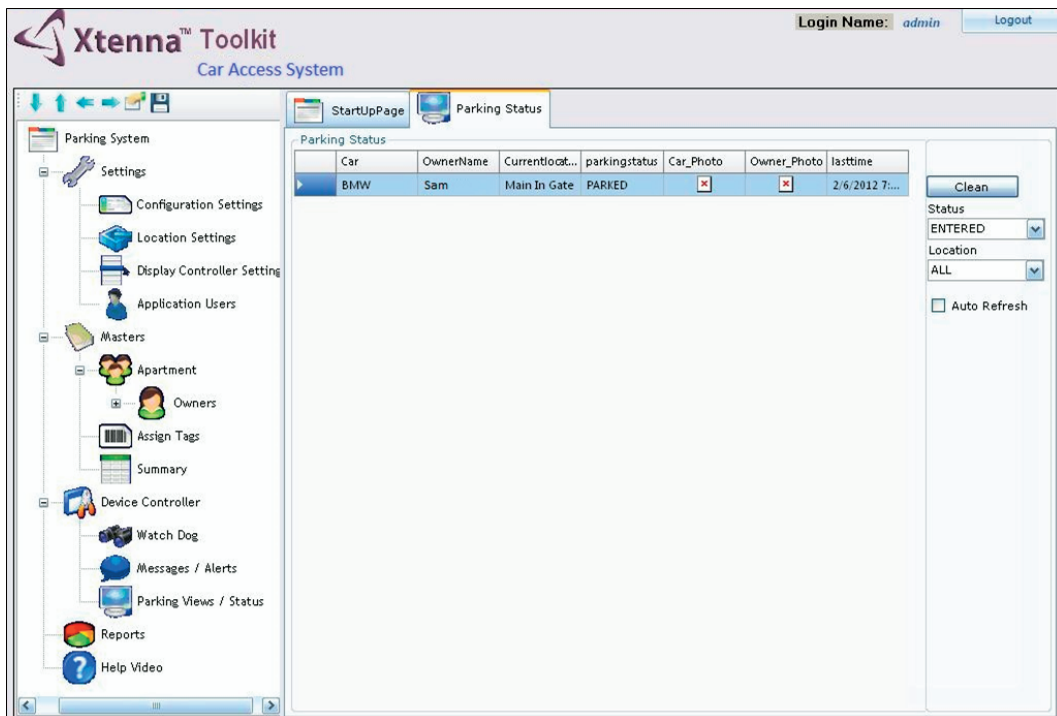 Xtenna™ Toolkit
Car Access System
Login Name: admin
Logout
Parking System
Settings
Configuration Settings
Location Settings
Display Controller Setting
Application Users
Masters
Apartment
Owners
Assign Tags
Summary
Device Controller
Watch Dog
Messages / Alerts
Parking Views / Status
Reports
Help Video
StartUpPage
Parking Status
Parking Status
Car OwnerName Currentlocat... parkingstatus Car_Photo Owner_Photo lasttime
BMW Sam Main In Gate PARKED 2/6/2012 7:...
Clean
Status
ENTERED
Location
ALL
Auto Refresh